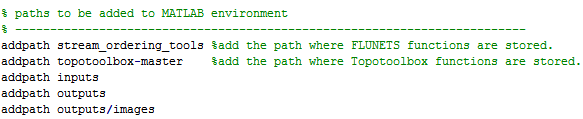 % paths to be added to MATLAB environment
% -------------------------------------------------------------------------
addpath stream_ordering_tools %add the path where FLUNETS functions are stored.
addpath topotoolbox-master    %add the path where Topotoolbox functions are stored.
addpath inputs
addpath outputs
addpath outputs/images